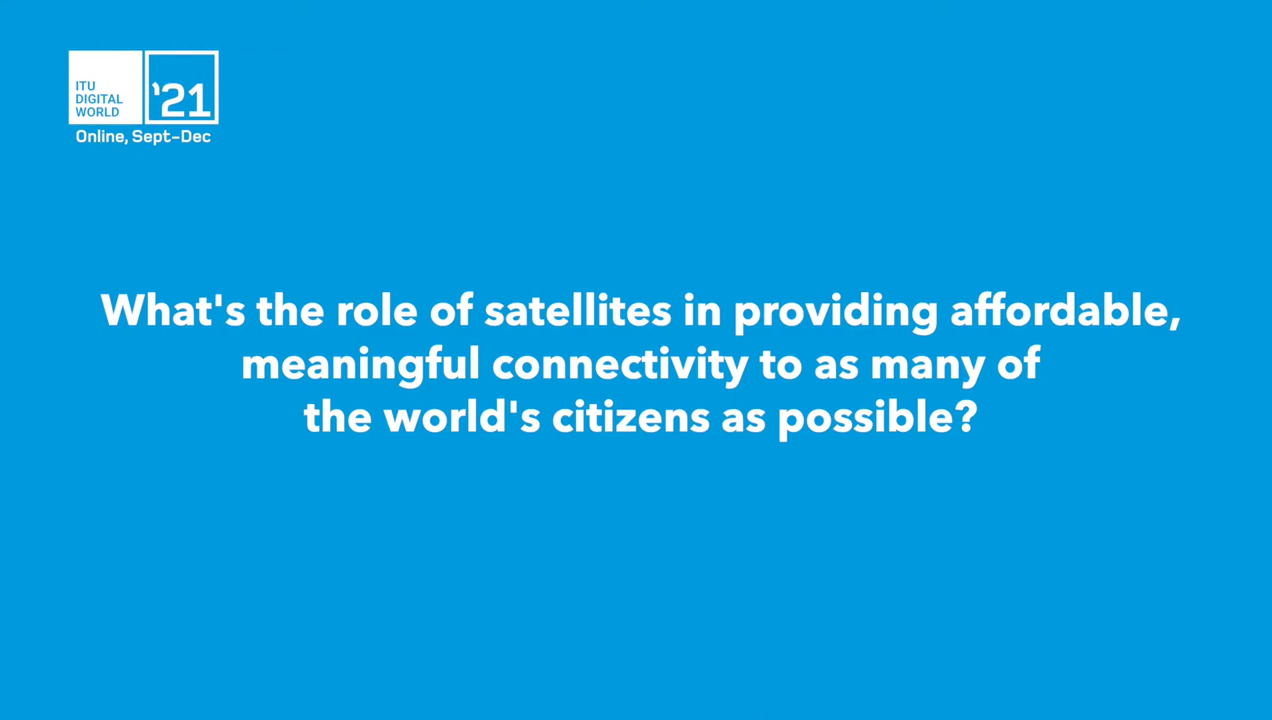 ITU
DIGITAL
WORLD
'21
Online, Sept–Dec
What's the role of satellites in providing affordable,
meaningful connectivity to as many of
the world's citizens as possible?